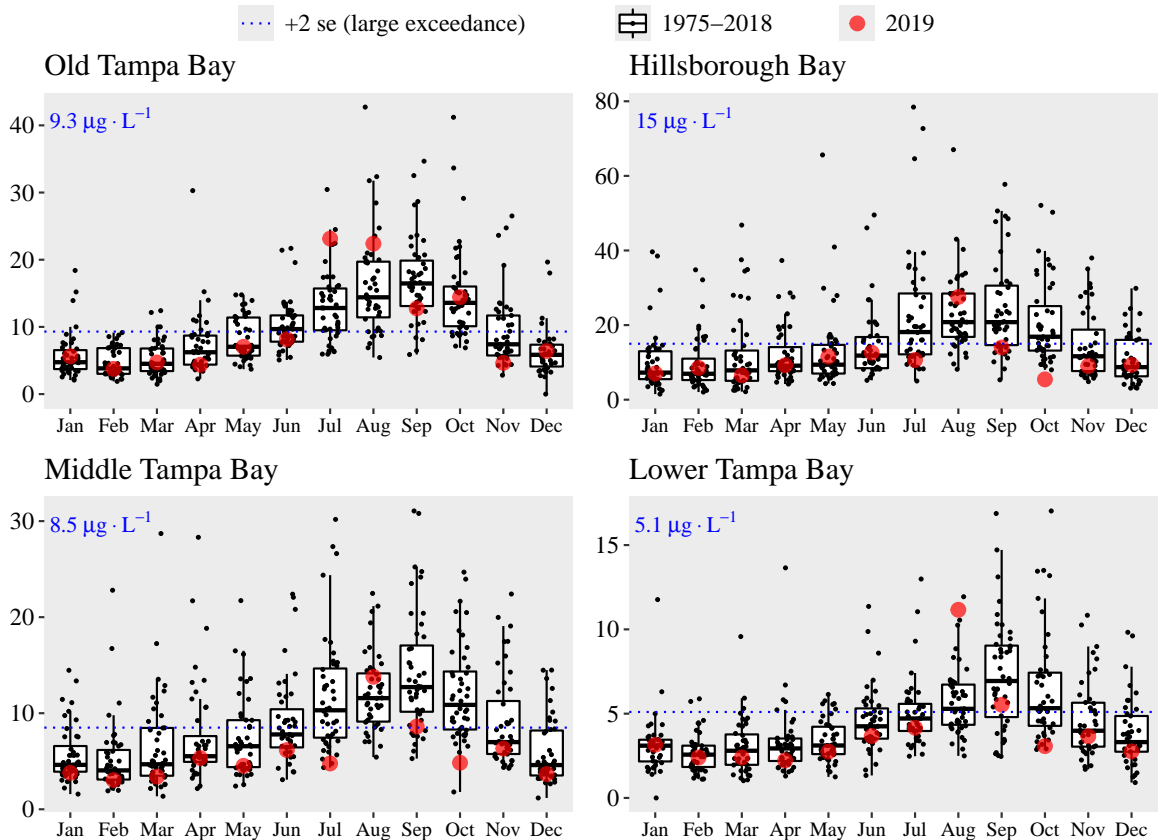 +2 se (large exceedance) 1975–2018 2019
Old Tampa Bay
9.3 μg · L⁻¹
40
30
20
10
0
Jan Feb Mar Apr May Jun Jul Aug Sep Oct Nov Dec
Hillsborough Bay
15 μg · L⁻¹
80
60
40
20
0
Jan Feb Mar Apr May Jun Jul Aug Sep Oct Nov Dec
Middle Tampa Bay
8.5 μg · L⁻¹
30
20
10
0
Jan Feb Mar Apr May Jun Jul Aug Sep Oct Nov Dec
Lower Tampa Bay
5.1 μg · L⁻¹
15
10
5
0
Jan Feb Mar Apr May Jun Jul Aug Sep Oct Nov Dec